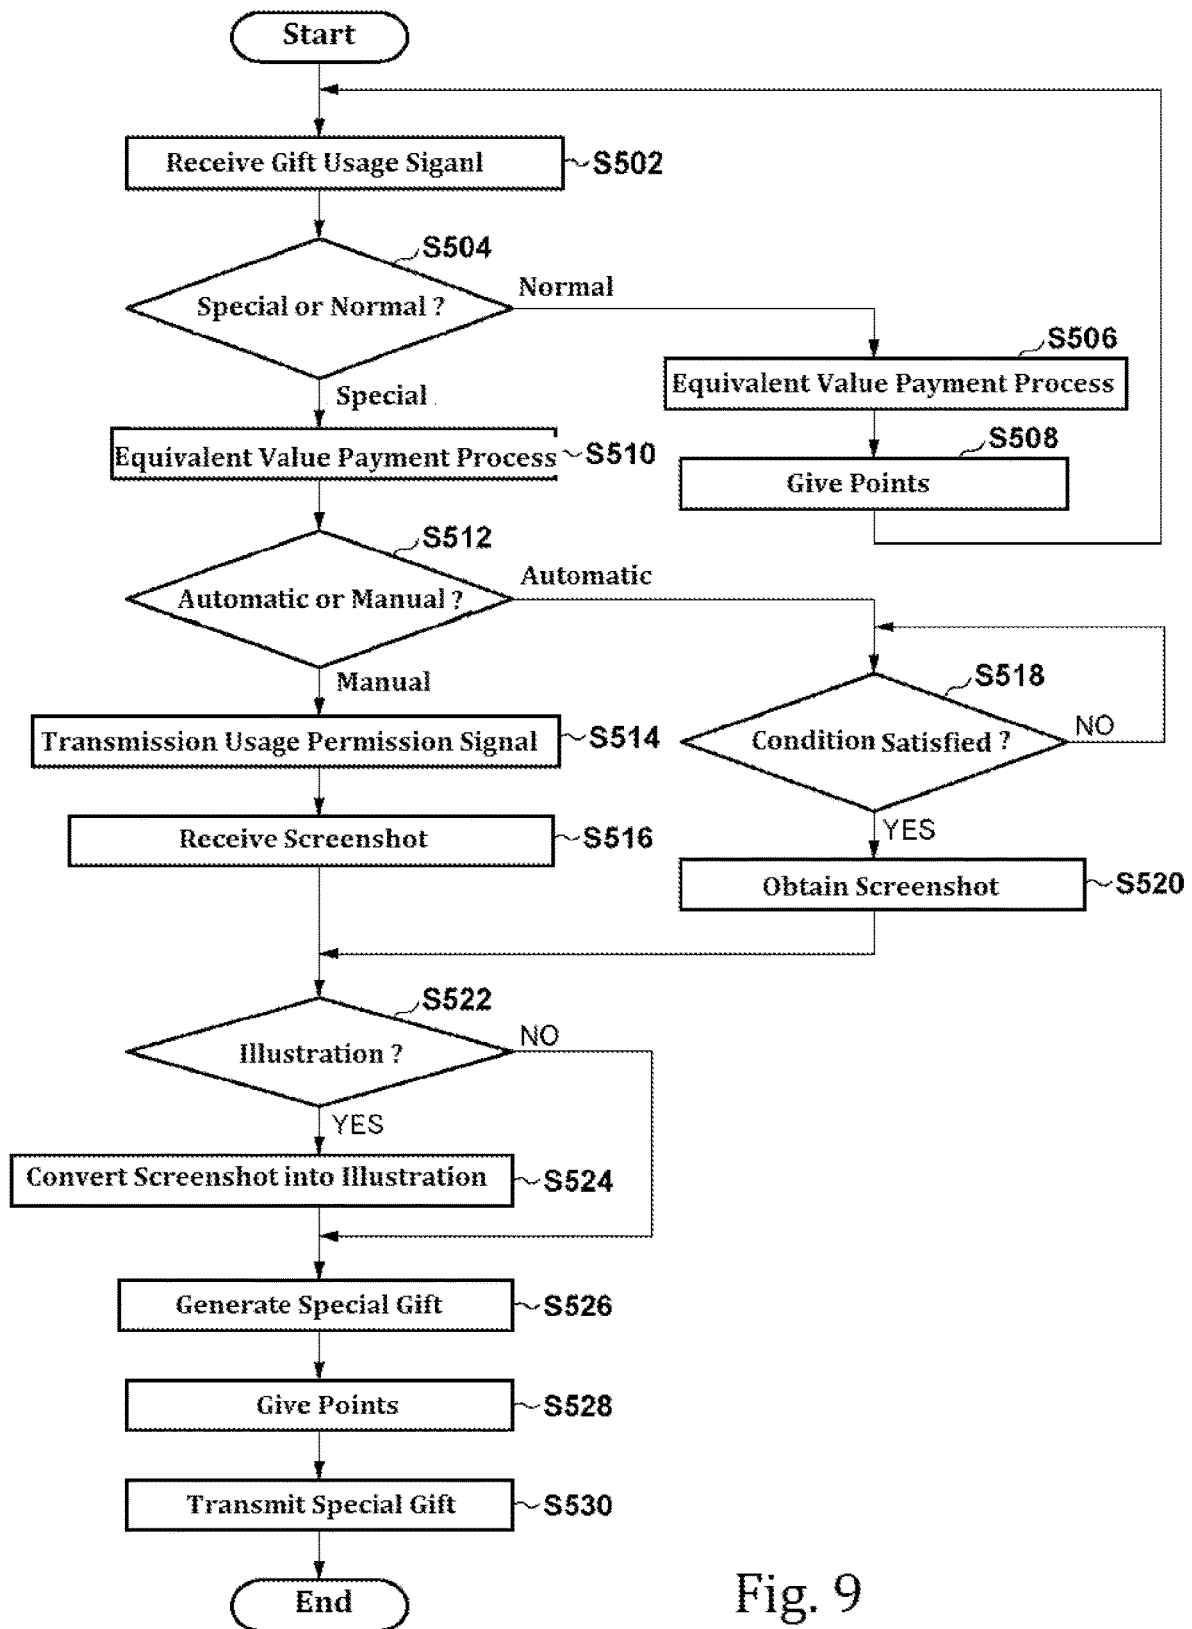 Start
Receive Gift Usage Siganl
S502
S504
Special or Normal ?
Normal
Special
S506
Equivalent Value Payment Process
S508
Give Points
Equivalent Value Payment Process
S510
S512
Automatic or Manual ?
Automatic
Manual
S514
Transmission Usage Permission Signal
S518
Condition Satisfied ?
NO
YES
Receive Screenshot
S516
Obtain Screenshot
S520
S522
Illustration ?
NO
YES
Convert Screenshot into Illustration
S524
Generate Special Gift
S526
Give Points
S528
Transmit Special Gift
S530
End
Fig. 9